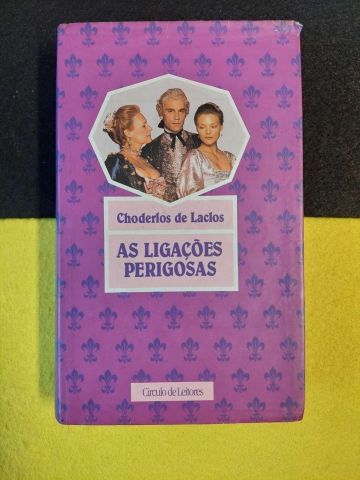 Choderlos de Laclos
AS LIGAÇÕES
PERIGOSAS
Círculo de Leitores